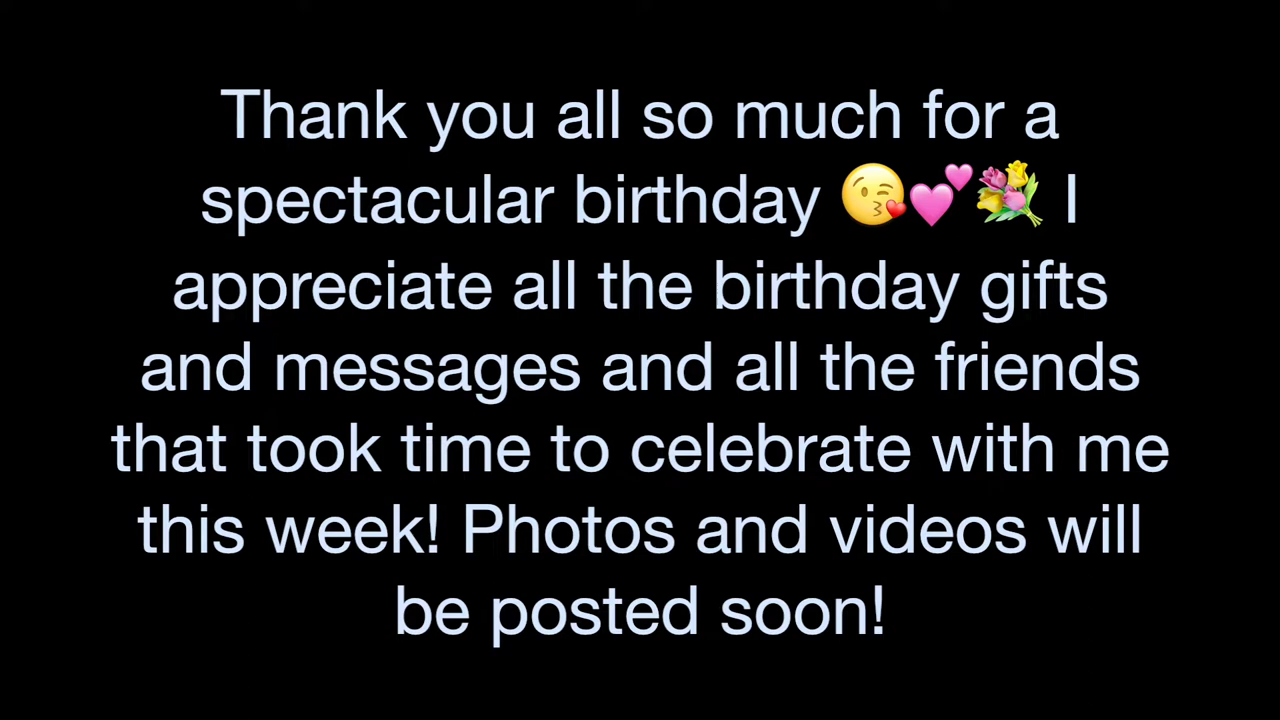 Thank you all so much for a
spectacular birthday 😘💕💐 I
appreciate all the birthday gifts
and messages and all the friends
that took time to celebrate with me
this week! Photos and videos will
be posted soon!